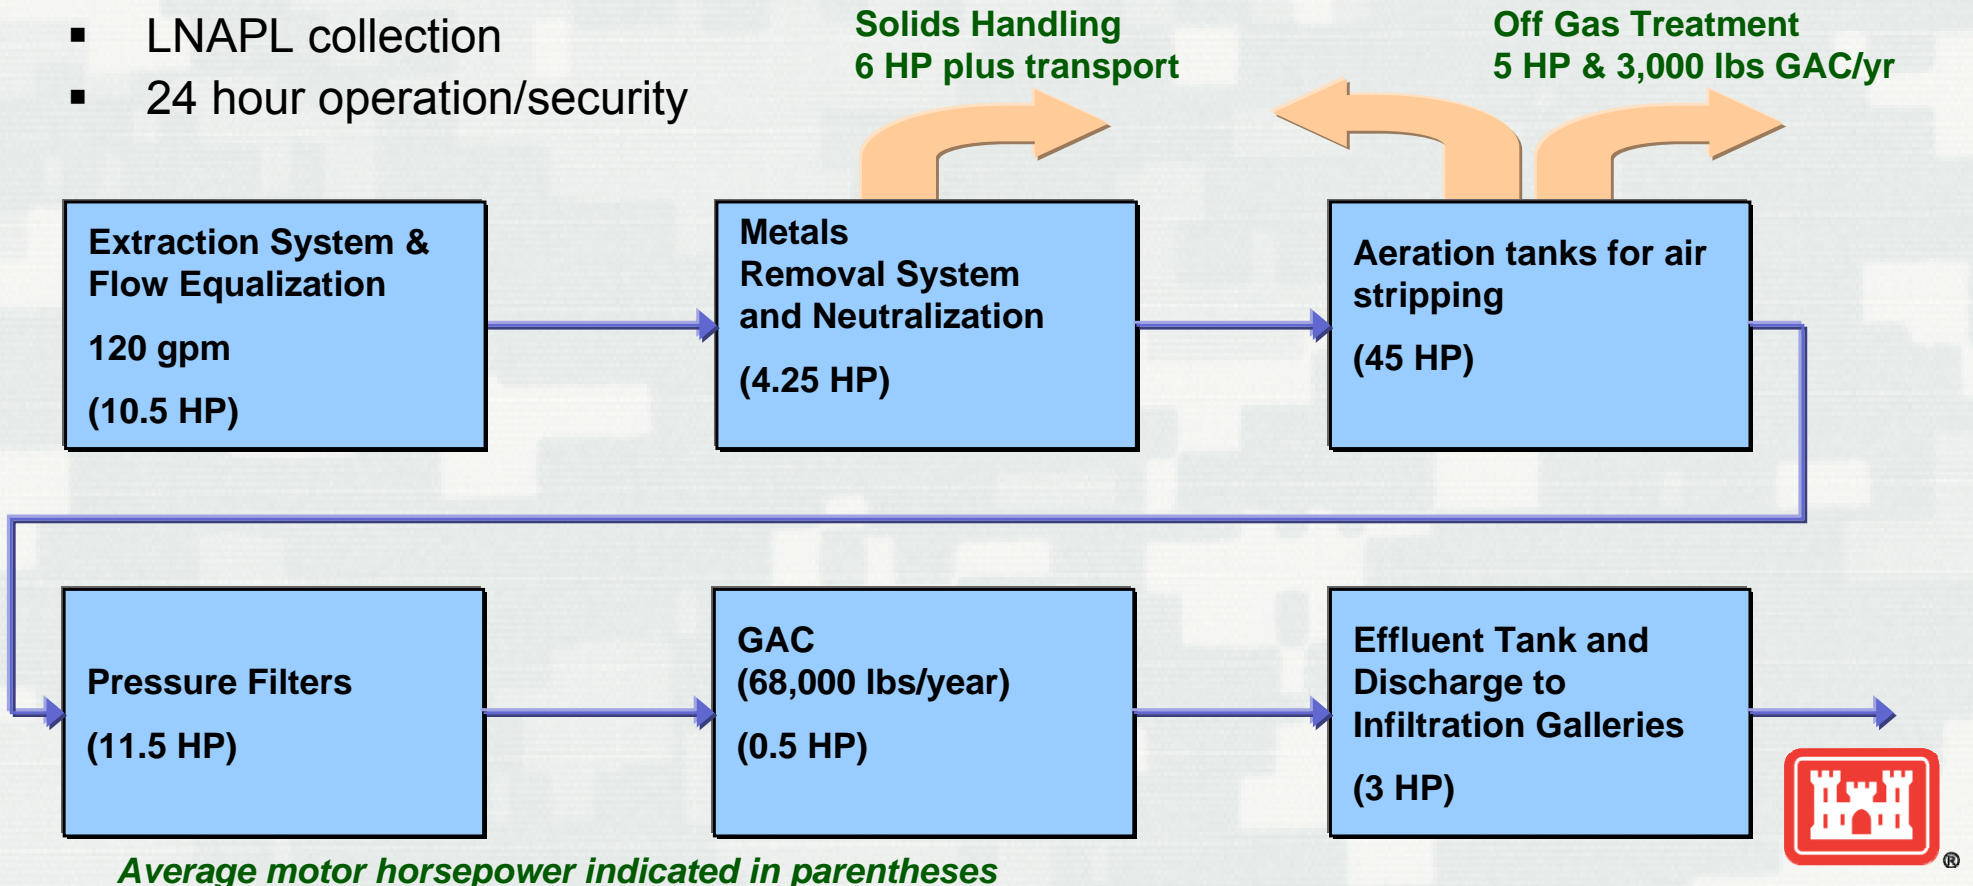 ▪ LNAPL collection
▪ 24 hour operation/security
Solids Handling
6 HP plus transport
Off Gas Treatment
5 HP & 3,000 lbs GAC/yr
Extraction System &
Flow Equalization
120 gpm
(10.5 HP)
Metals
Removal System
and Neutralization
(4.25 HP)
Aeration tanks for air
stripping
(45 HP)
Pressure Filters
(11.5 HP)
GAC
(68,000 lbs/year)
(0.5 HP)
Effluent Tank and
Discharge to
Infiltration Galleries
(3 HP)
®
Average motor horsepower indicated in parentheses